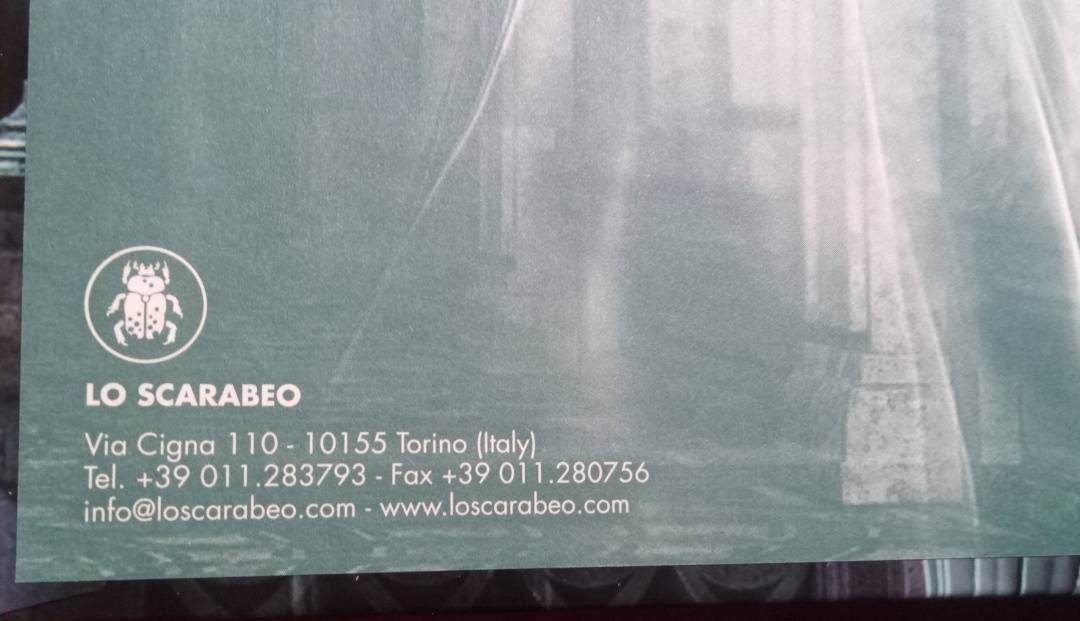 LO SCARABEO
Via Cigna 110 - 10155 Torino (Italy)
Tel. +39 011.283793 - Fax +39 011.280756
info@loscarabeo.com - www.loscarabeo.com